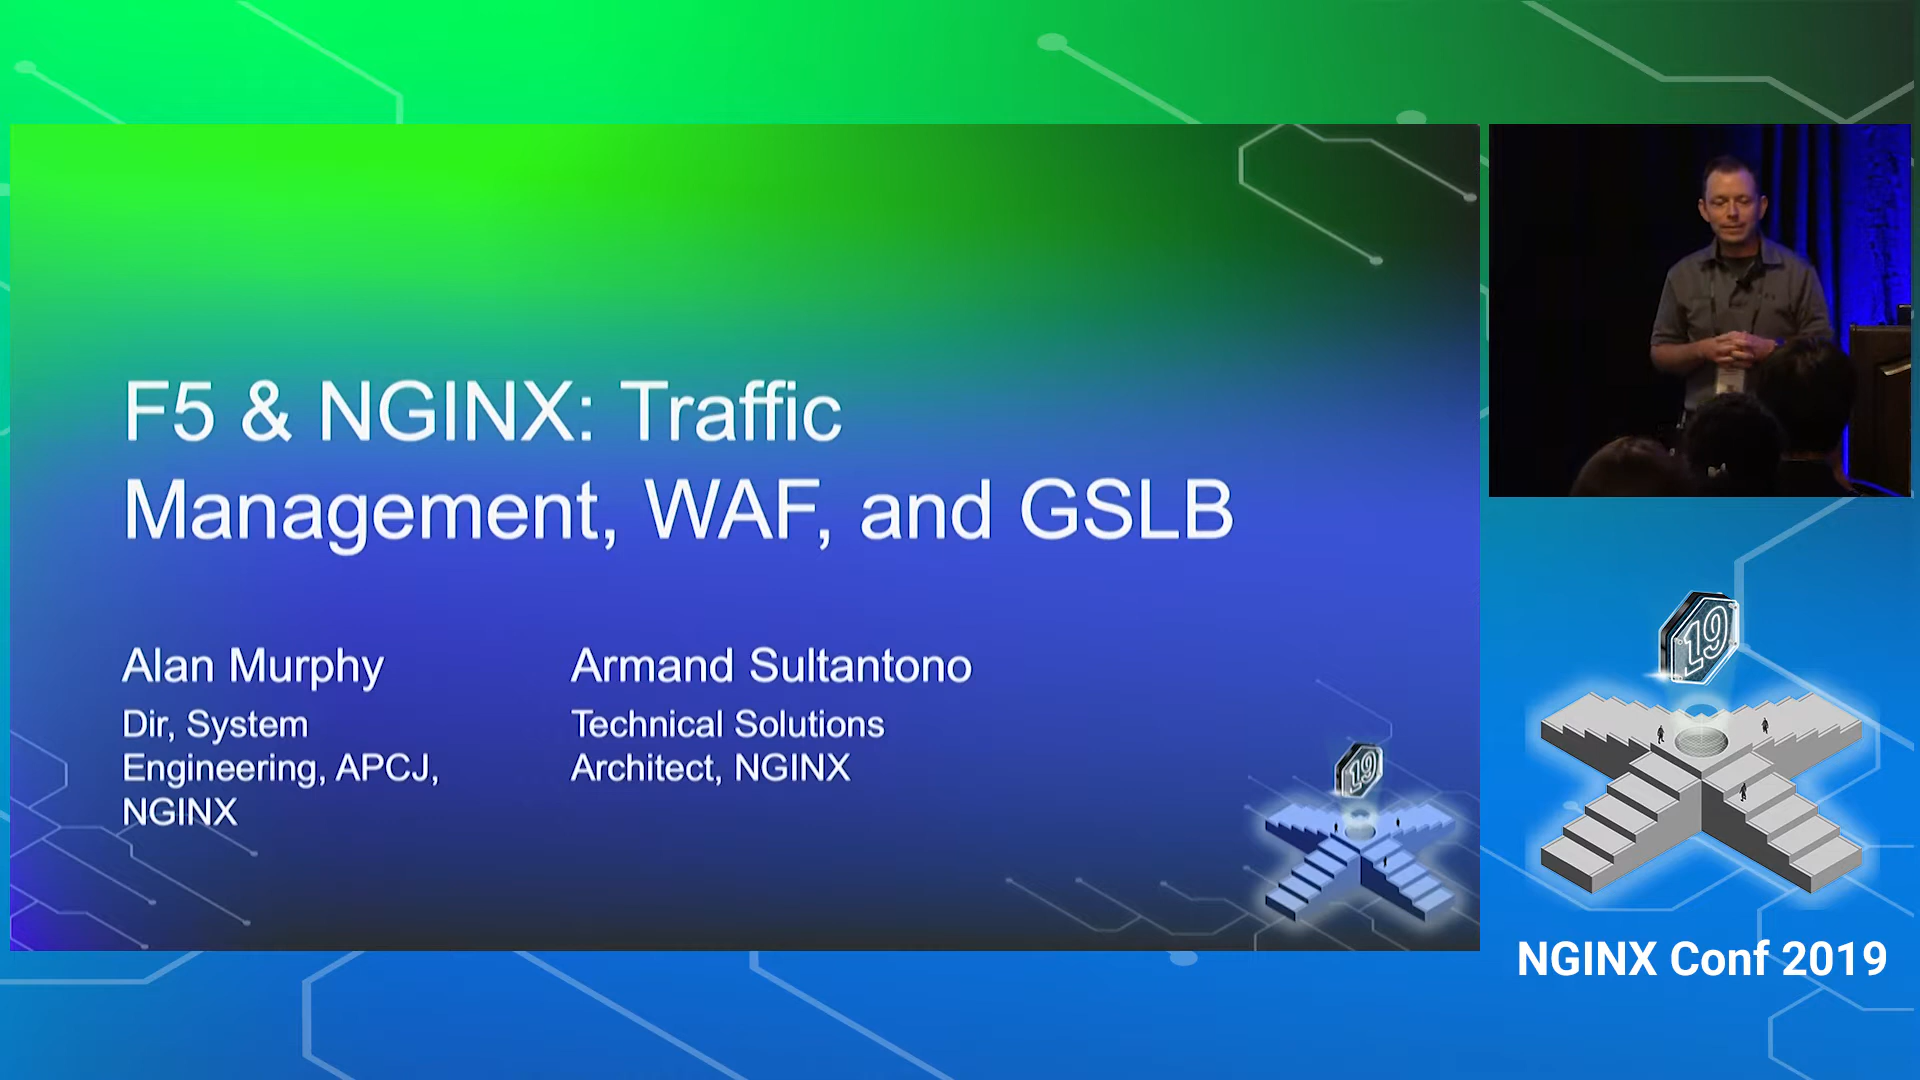 F5 & NGINX: Traffic
Management, WAF, and GSLB
Alan Murphy
Dir, System
Engineering, APCJ,
NGINX
Armand Sultantono
Technical Solutions
Architect, NGINX
19
19
NGINX Conf 2019